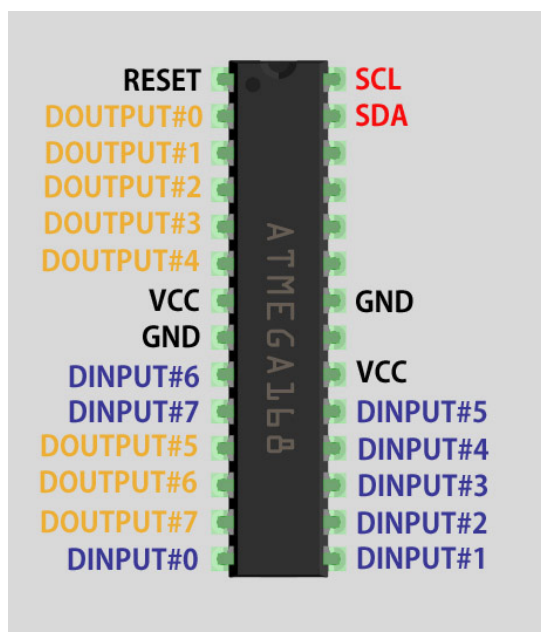 RESET SCL
DOUTPUT#0 SDA
DOUTPUT#1
DOUTPUT#2
DOUTPUT#3
DOUTPUT#4
VCC GND
GND
DINPUT#6 VCC
DINPUT#7 DINPUT#5
DOUTPUT#5 DINPUT#4
DOUTPUT#6 DINPUT#3
DOUTPUT#7 DINPUT#2
DINPUT#0 DINPUT#1
ATMEGA168